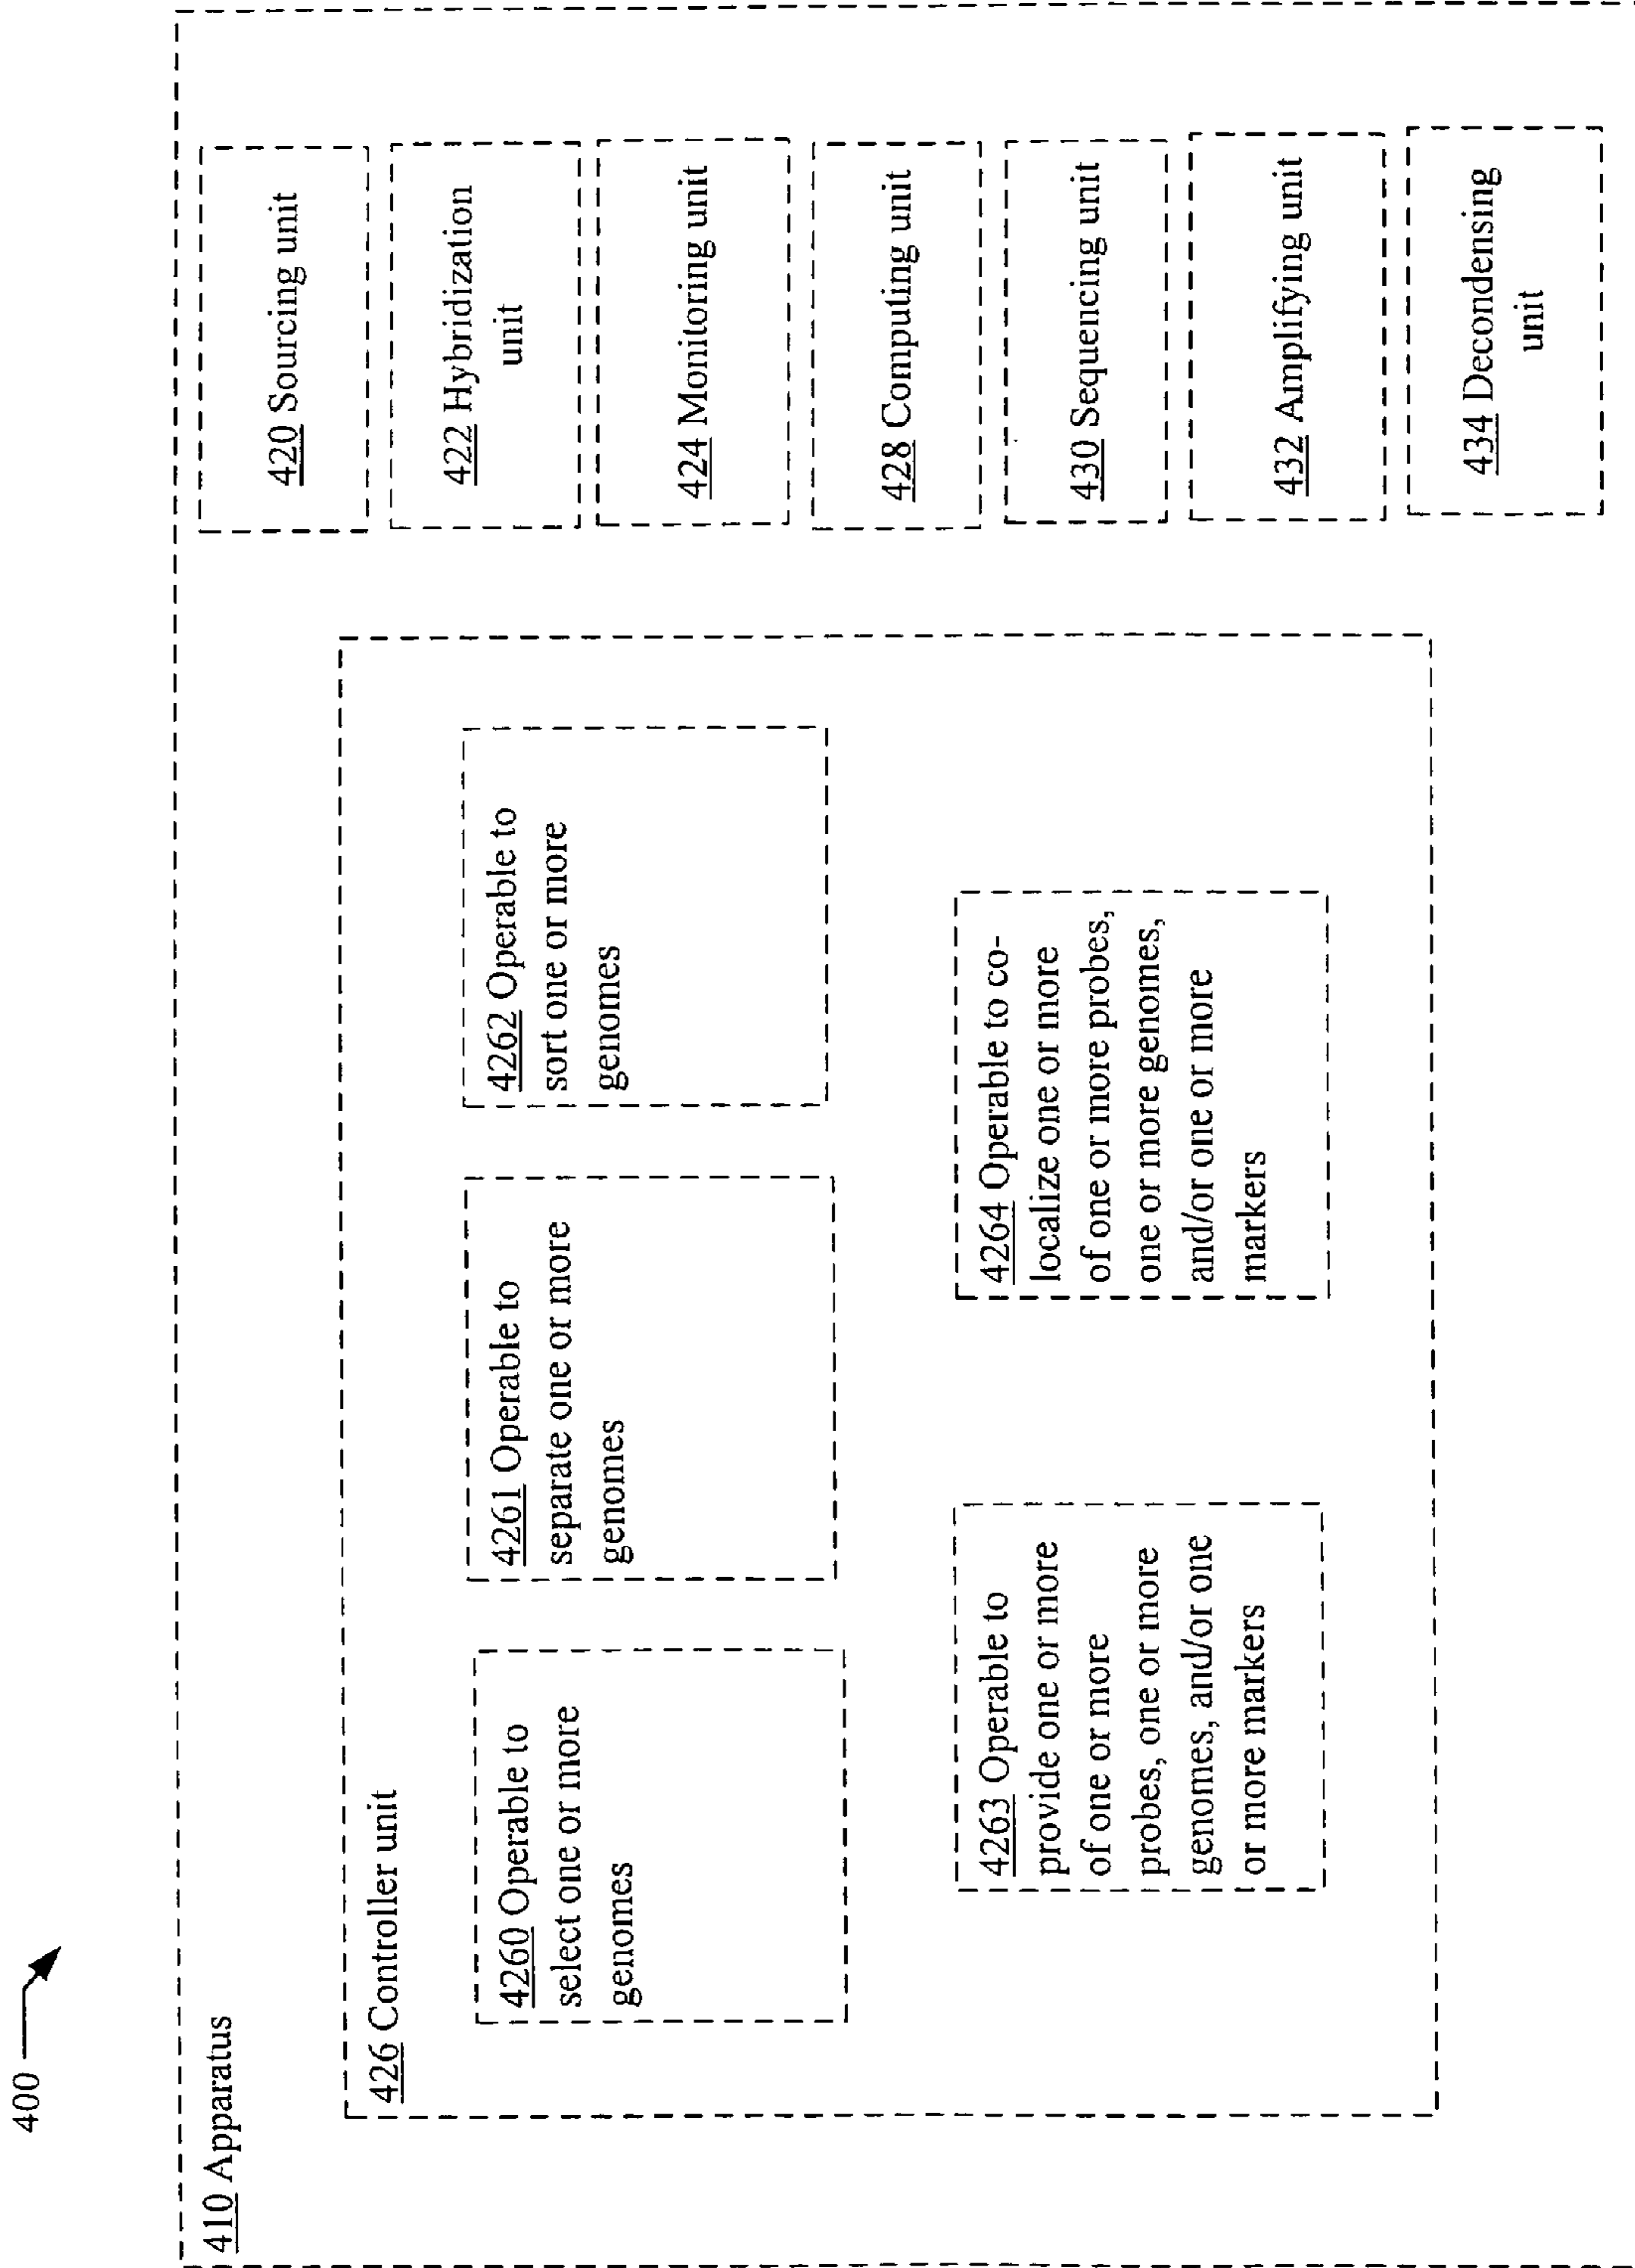 400
410 Apparatus
426 Controller unit
4260 Operable to
select one or more
genomes
4261 Operable to
separate one or more
genomes
4262 Operable to
sort one or more
genomes
4263 Operable to
provide one or more
of one or more
probes, one or more
genomes, and/or one
or more markers
4264 Operable to co-
localize one or more
of one or more probes,
one or more genomes,
and/or one or more
markers
420 Sourcing unit
422 Hybridization
unit
424 Monitoring unit
428 Computing unit
430 Sequencing unit
432 Amplifying unit
434 Decondensing
unit